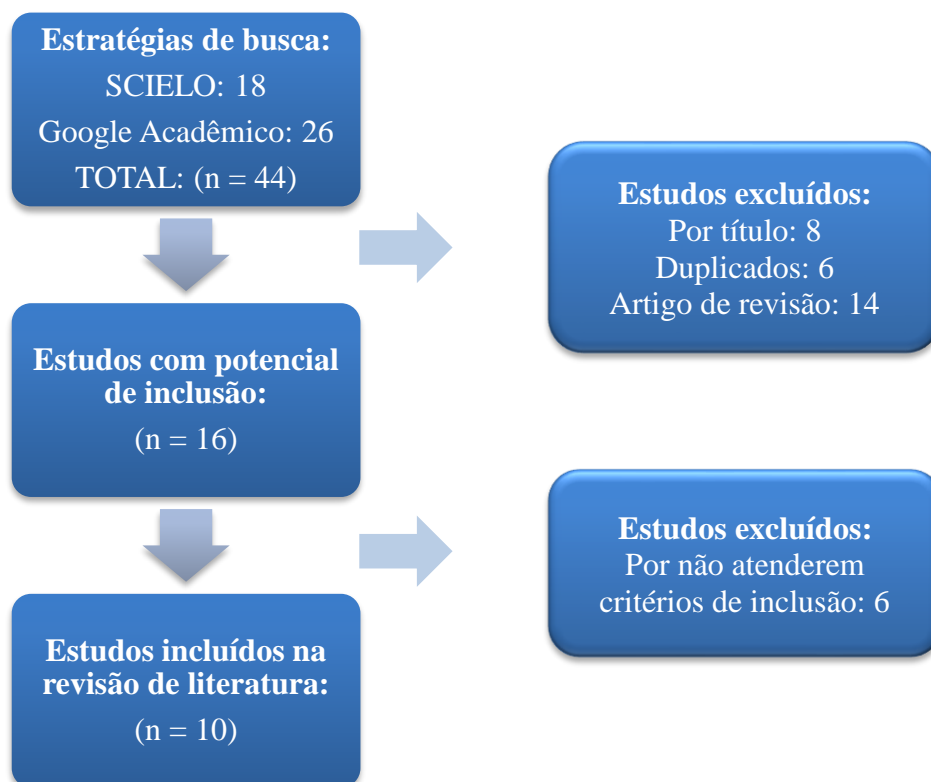 Estratégias de busca:
SCIELO: 18
Google Acadêmico: 26
TOTAL: (n = 44)
Estudos excluídos:
Por título: 8
Duplicados: 6
Artigo de revisão: 14
Estudos com potencial
de inclusão:
(n = 16)
Estudos excluídos:
Por não atenderem
critérios de inclusão: 6
Estudos incluídos na
revisão de literatura:
(n = 10)